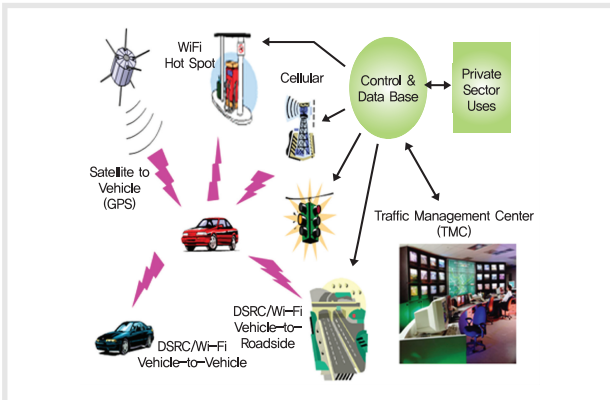 WiFi
Hot Spot
Cellular
Control &
Data Base
Private
Sector
Uses
Satellite to
Vehicle
(GPS)
Traffic Management Center
(TMC)
DSRC/Wi-Fi
Vehicle-to-
Roadside
DSRC/Wi-Fi
Vehicle-to-Vehicle